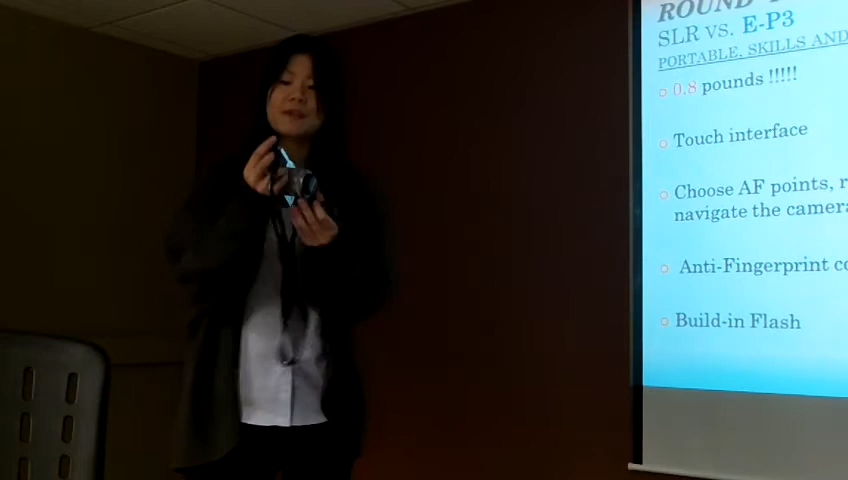 ROUND
SLR VS. E-P3
PORTABLE, SKILLS AND
0.8 pounds !!!!!
Touch interface
Choose AF points, r
navigate the camera
Anti-Fingerprint co
Build-in Flash